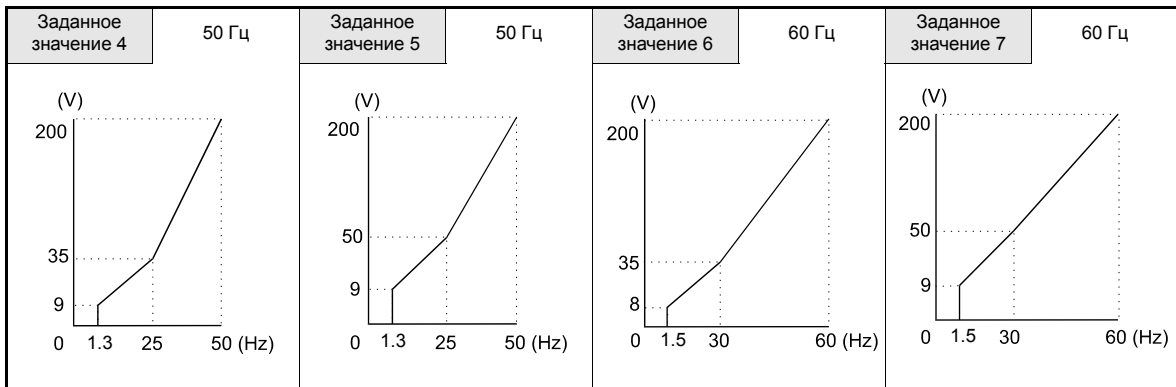 Заданное
значение 4
50 Гц
(V)
200
35
9
0 1.3 25 50 (Hz)
Заданное
значение 5
50 Гц
(V)
200
50
9
0 1.3 25 50 (Hz)
Заданное
значение 6
60 Гц
(V)
200
35
8
0 1.5 30 60 (Hz)
Заданное
значение 7
60 Гц
(V)
200
50
9
0 1.5 30 60 (Hz)